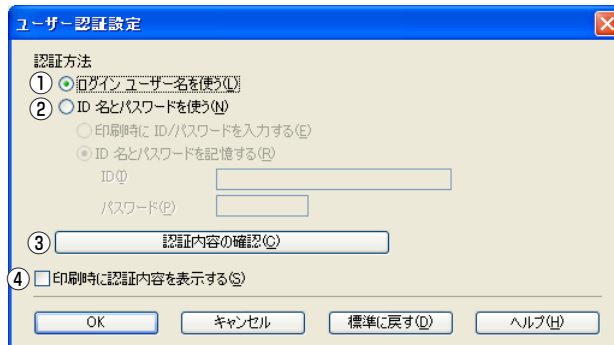 ユーザー認証設定
認証方法
① ログイン ユーザー名を使う(L)
② ID 名とパスワードを使う(N)
印刷時に ID/パスワードを入力する(E)
ID 名とパスワードを記憶する(R)
ID(I)
パスワード(P)
③ 認証内容の確認(C)
④ 印刷時に認証内容を表示する(S)
OK キャンセル 標準に戻す(D) ヘルプ(H)